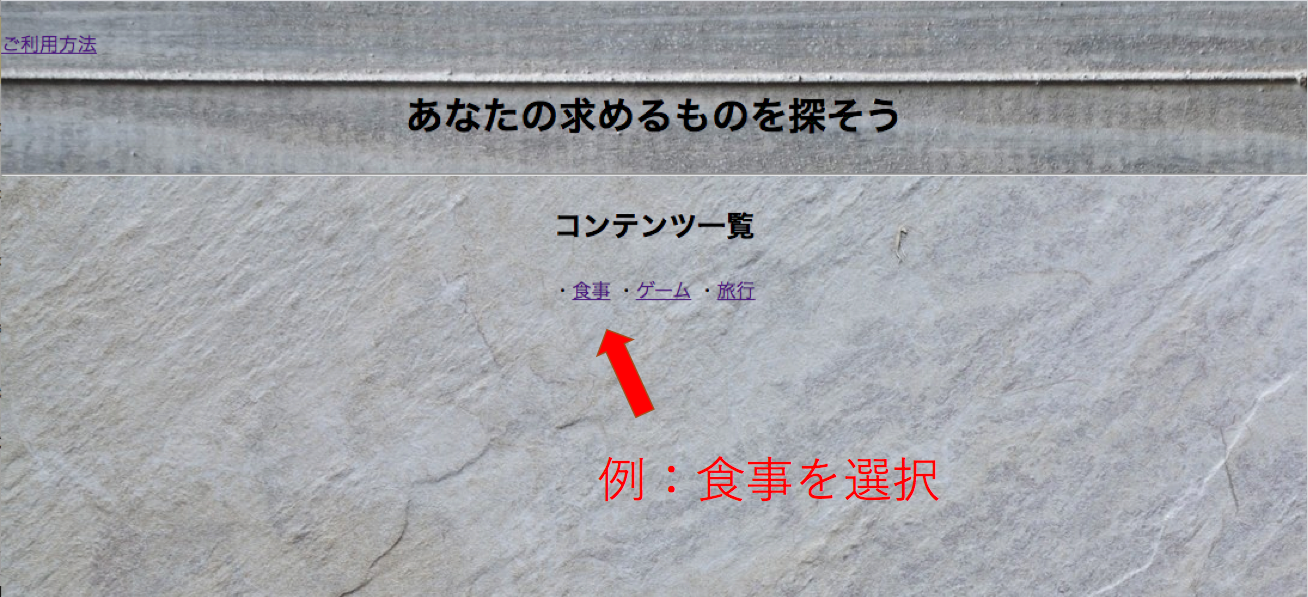 ご利用方法
あなたの求めるものを探そう
コンテンツ一覧
・食事 ・ゲーム ・旅行
例：食事を選択